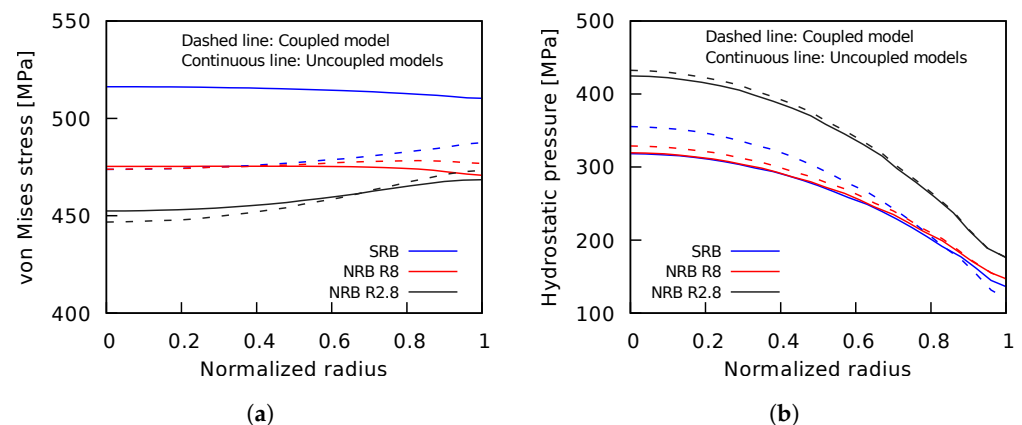 550
500
450
400
von Mises stress [MPa]
Dashed line: Coupled model
Continuous line: Uncoupled models
SRB
NRB R8
NRB R2.8
0 0.2 0.4 0.6 0.8 1
Normalized radius
(a)
500
400
300
200
100
Hydrostatic pressure [MPa]
Dashed line: Coupled model
Continuous line: Uncoupled models
SRB
NRB R8
NRB R2.8
0 0.2 0.4 0.6 0.8 1
Normalized radius
(b)